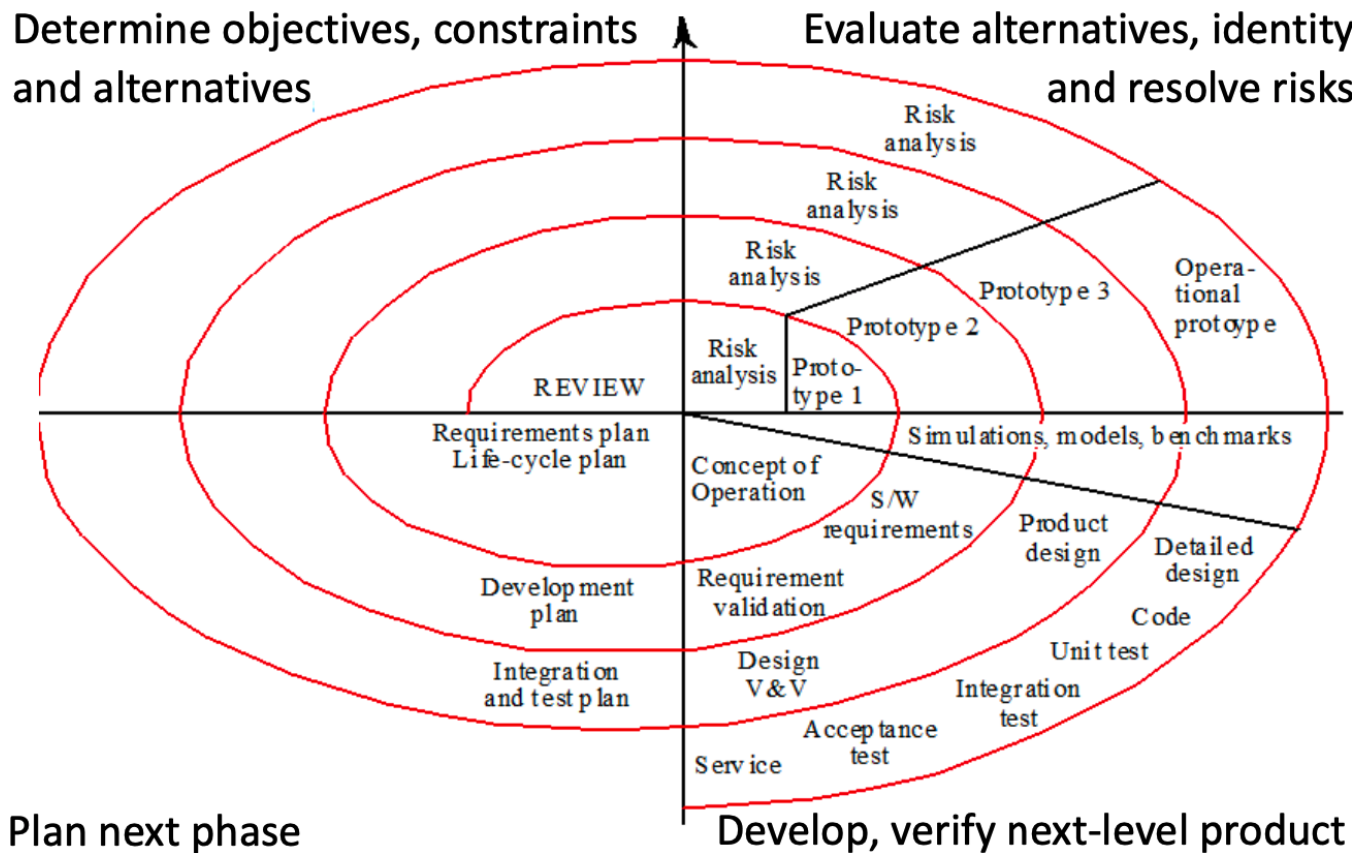 Determine objectives, constraints
and alternatives
Evaluate alternatives, identity
and resolve risks
Risk
analysis
Risk
analysis
Risk
analysis
Risk
analysis
Opera-
tional
protoype
Prototype 3
Prototype 2
Proto-
type 1
REVIEW
Requirements plan
Life-cycle plan
Simulations, models, benchmarks
Concept of
Operation
S/W
requirements
Product
design
Detailed
design
Development
plan
Requirement
validation
Code
Unit test
Integration
and test plan
Design
V&V
Integration
test
Acceptance
test
Service
Plan next phase
Develop, verify next-level product